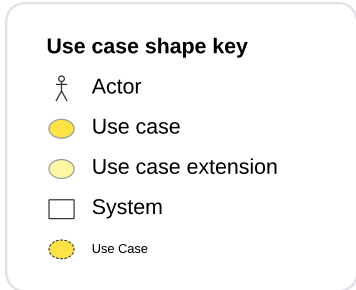 Use case shape key
Actor
Use case
Use case extension
System
Use Case